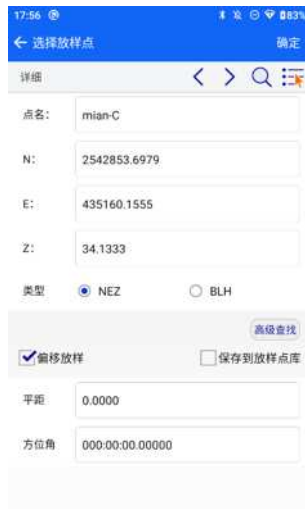 17:56 83%
选择放样点 确定
详细
点名: mian-C
N: 2542853.6979
E: 435160.1555
Z: 34.1333
类型 NEZ BLH
高级查找
偏移放样 保存到放样点库
平距 0.0000
方位角 000:00:00.00000